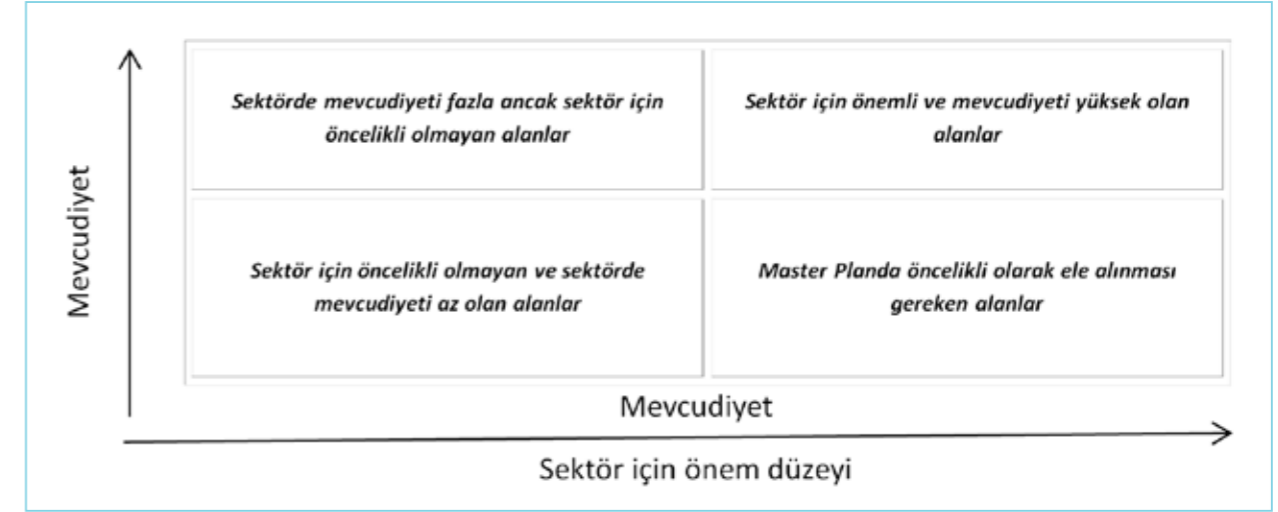 Sektörde mevcudiyeti fazla ancak sektör için
öncelikli olmayan alanlar
Sektör için önemli ve mevcudiyeti yüksek olan
alanlar
Mevcudiyet
Sektör için öncelikli olmayan ve sektörde
mevcudiyeti az olan alanlar
Master Planda öncelikli olarak ele alınması
gereken alanlar
Mevcudiyet
Sektör için önem düzeyi